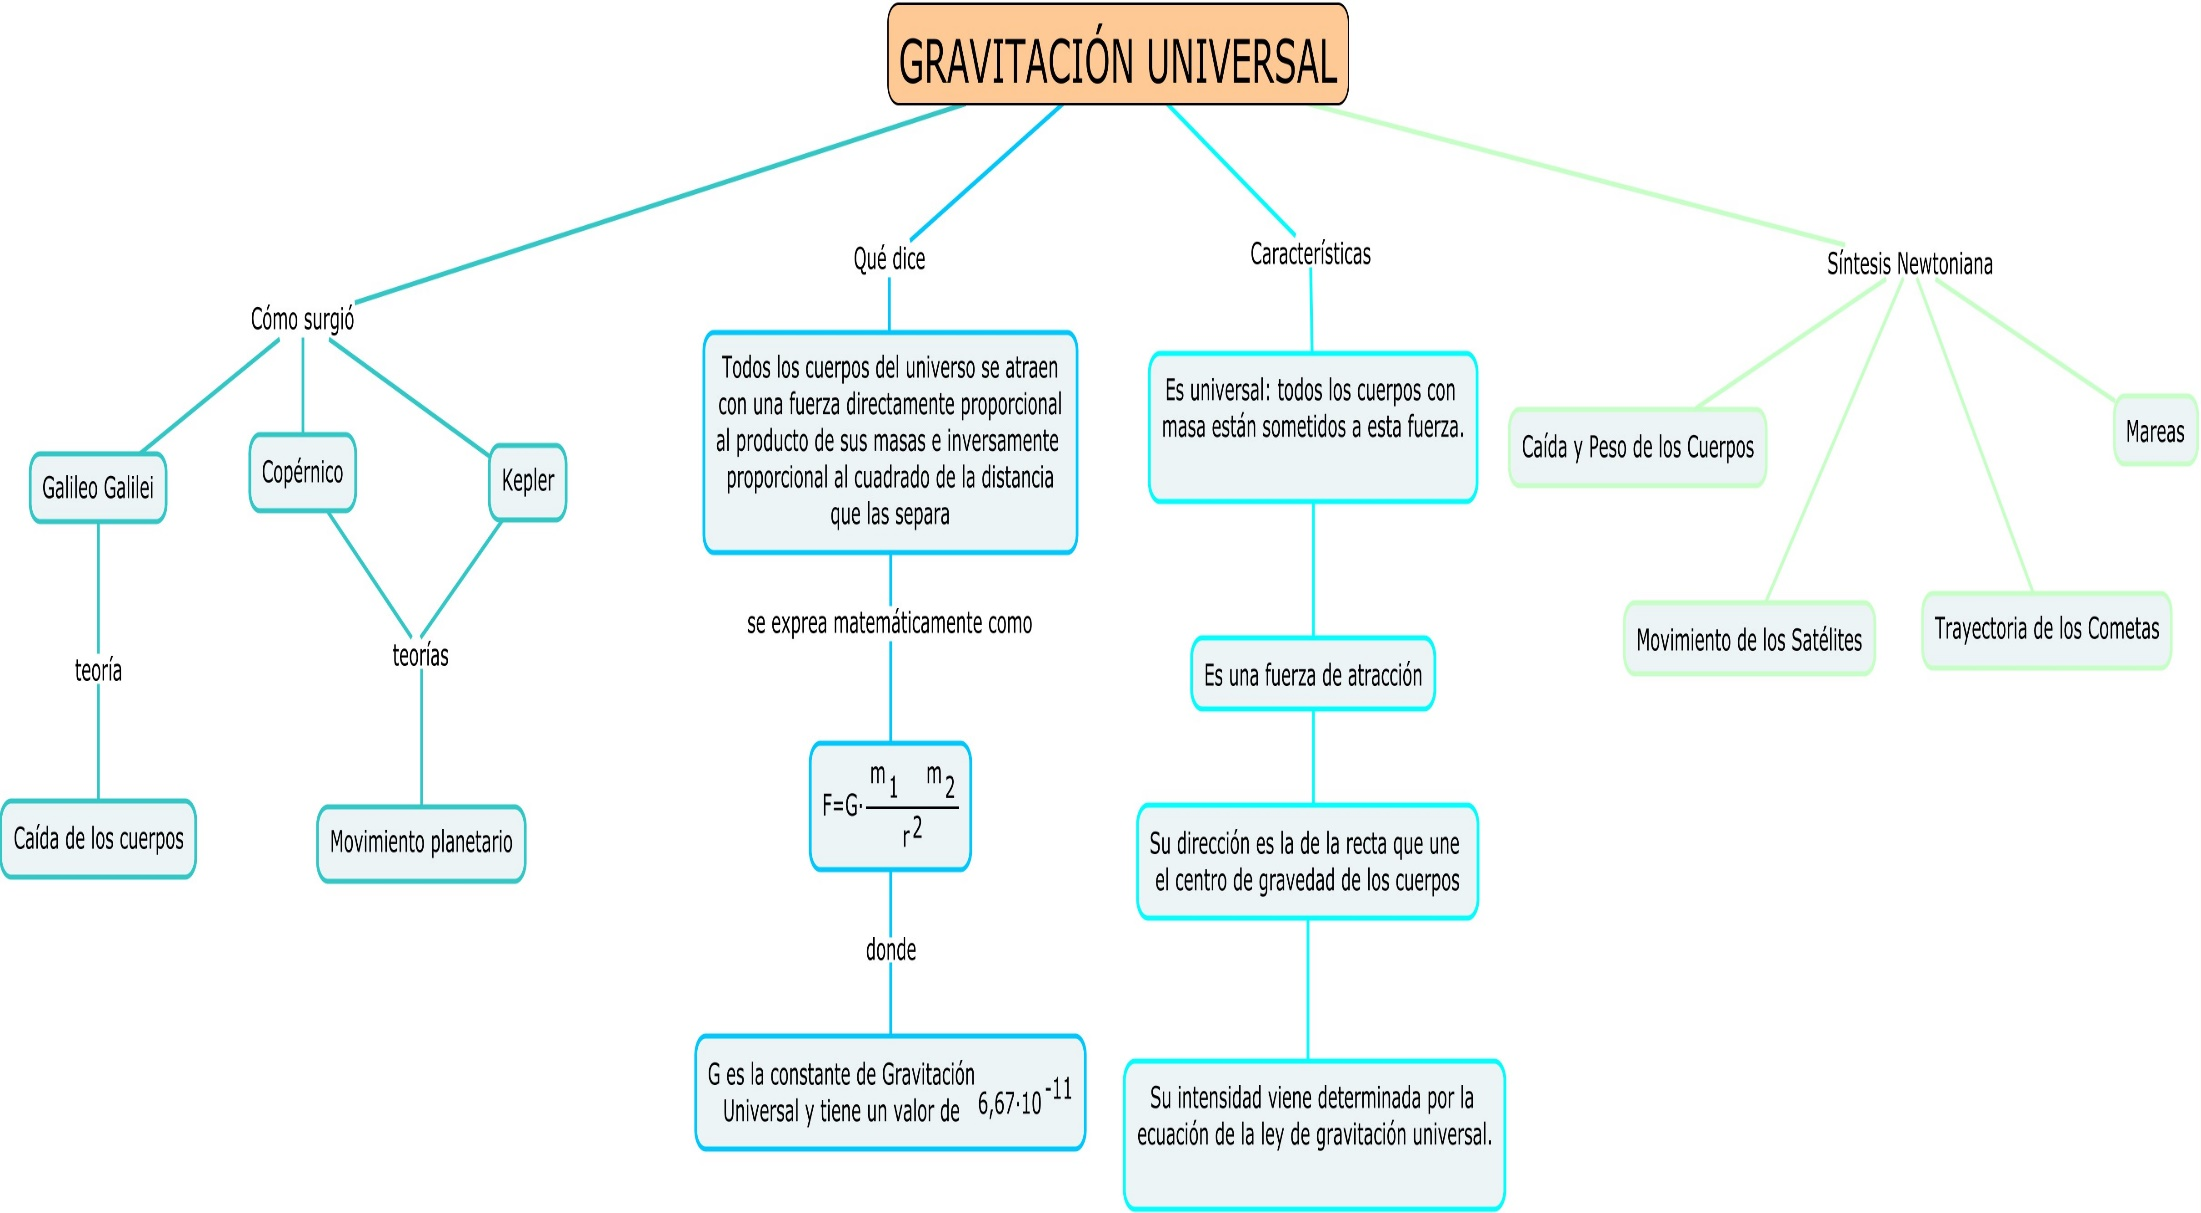 GRAVITACIÓN UNIVERSAL
Cómo surgió
Galileo Galilei
Copérnico
Kepler
teoría
teorías
Caída de los cuerpos
Movimiento planetario
Qué dice
Todos los cuerpos del universo se atraen
con una fuerza directamente proporcional
al producto de sus masas e inversamente
proporcional al cuadrado de la distancia
que las separa
se exprea matemáticamente como
m1 m2
F=G·
r2
donde
G es la constante de Gravitación
Universal y tiene un valor de 6,67·10-11
Características
Es universal: todos los cuerpos con
masa están sometidos a esta fuerza.
Es una fuerza de atracción
Su dirección es la de la recta que une
el centro de gravedad de los cuerpos
Su intensidad viene determinada por la
ecuación de la ley de gravitación universal.
Síntesis Newtoniana
Caída y Peso de los Cuerpos
Movimiento de los Satélites
Trayectoria de los Cometas
Mareas